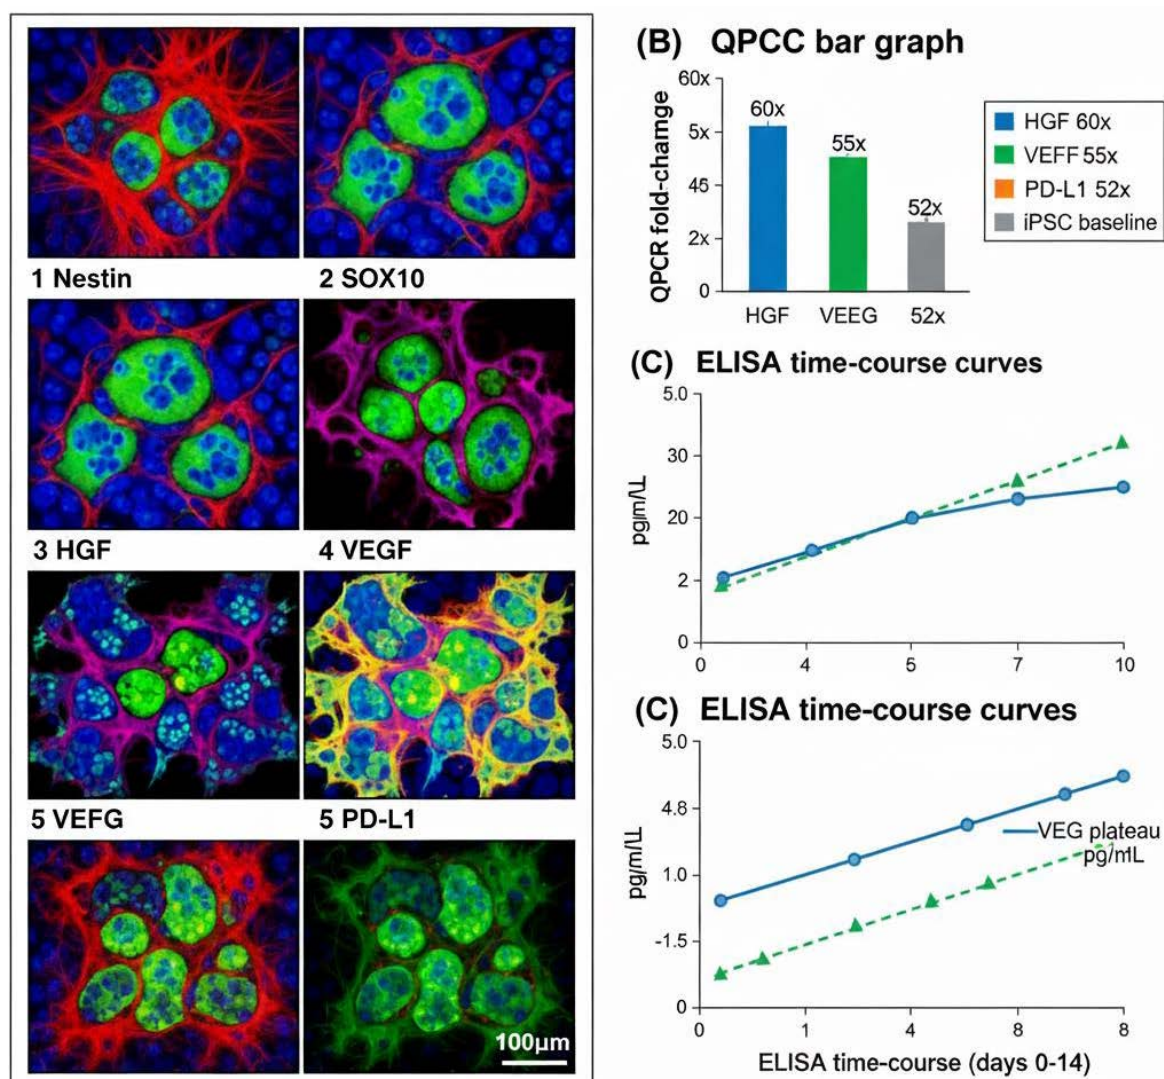 1 Nestin
2 SOX10
3 HGF
4 VEGF
5 VEFG
5 PD-L1
100µm
(B) QPCC bar graph
QPCR fold-chamge
60x
5x
45
2x
0
60x
55x
52x
HGF
VEEG
52x
HGF 60x
VEFF 55x
PD-L1 52x
iPSC baseline
(C) ELISA time-course curves
5.0
30
20
2
0
0
4
5
7
10
(C) ELISA time-course curves
5.0
4.8
1.0
-1.5
0
VEG plateau
0
1
4
8
8
ELISA time-course (days 0-14)